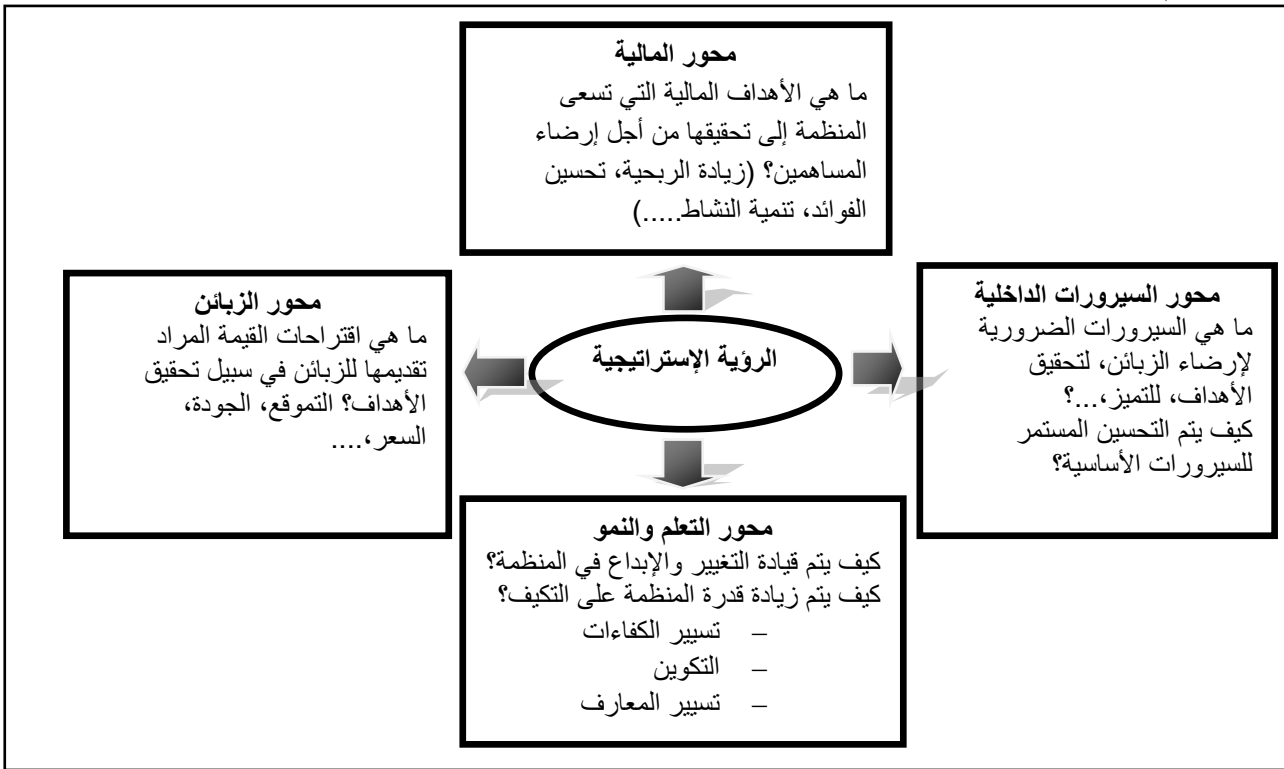 محور المالية
ما هي الأهداف المالية التي تسعى
المنظمة إلى تحقيقها من أجل إرضاء
المساهمين؟ (زيادة الربحية، تحسين
الفوائد، تنمية النشاط.....)
محور السيرورات الداخلية
ما هي السيرورات الضرورية
لإرضاء الزبائن، لتحقيق
الأهداف، للتميز،...؟
كيف يتم التحسين المستمر
للسيرورات الأساسية؟
الرؤية الإستراتيجية
محور الزبائن
ما هي اقتراحات القيمة المراد
تقديمها للزبائن في سبيل تحقيق
الأهداف؟ التموقع، الجودة،
السعر،....
محور التعلم والنمو
كيف يتم قيادة التغيير والإبداع في المنظمة؟
كيف يتم زيادة قدرة المنظمة على التكيف؟
– تسيير الكفاءات
– التكوين
– تسيير المعارف